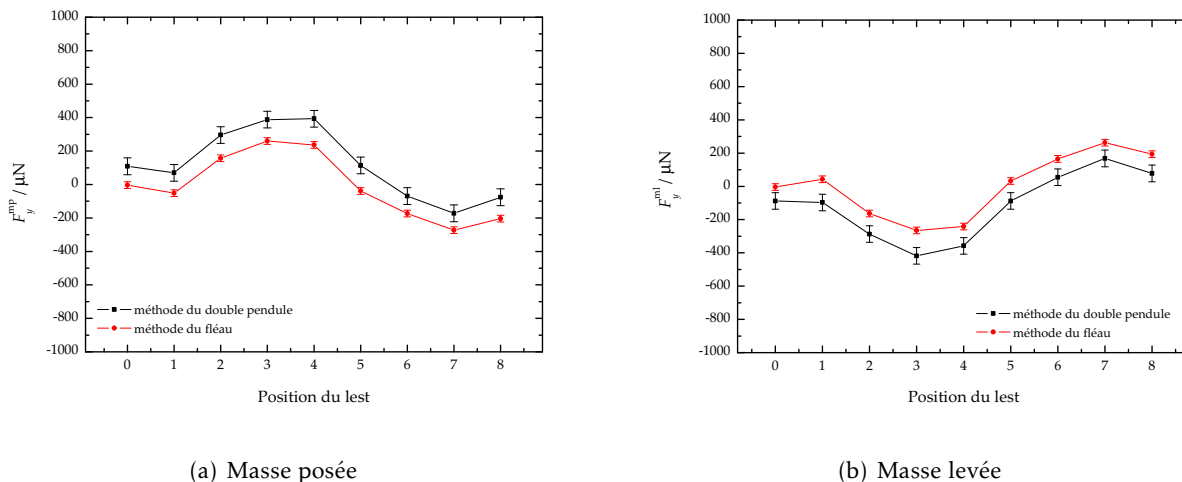 1000
800
600
400
200
0
-200
-400
-600
-800
-1000
F_y^mp / µN
méthode du double pendule
méthode du fléau
0 1 2 3 4 5 6 7 8
Position du lest
(a) Masse posée
1000
800
600
400
200
0
-200
-400
-600
-800
-1000
F_y^ml / µN
méthode du double pendule
méthode du fléau
0 1 2 3 4 5 6 7 8
Position du lest
(b) Masse levée